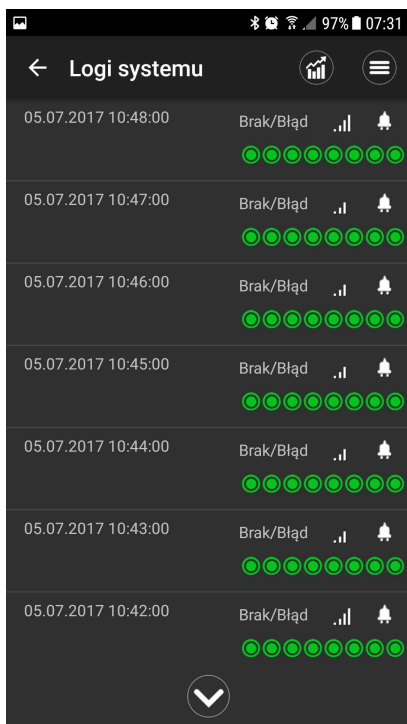 97% 07:31
Logi systemu
05.07.2017 10:48:00 Brak/Błąd
05.07.2017 10:47:00 Brak/Błąd
05.07.2017 10:46:00 Brak/Błąd
05.07.2017 10:45:00 Brak/Błąd
05.07.2017 10:44:00 Brak/Błąd
05.07.2017 10:43:00 Brak/Błąd
05.07.2017 10:42:00 Brak/Błąd